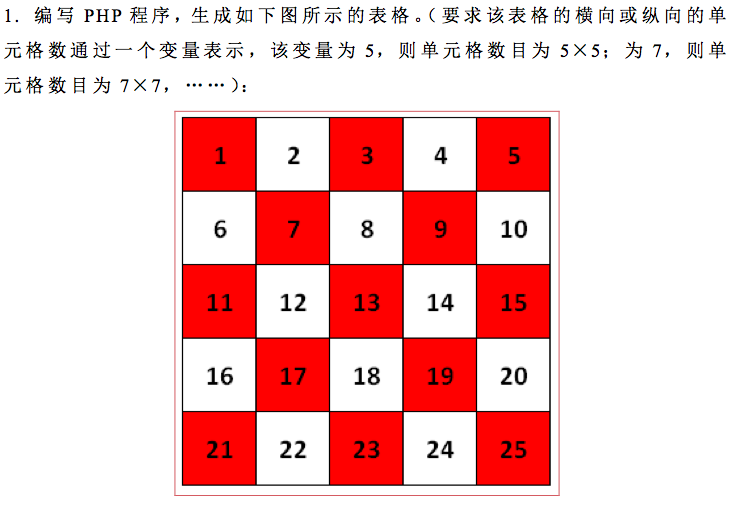 1. 编写 PHP 程序，生成如下图所示的表格。（要求该表格的横向或纵向的单
元格数通过一个变量表示，该变量为 5，则单元格数目为 5×5；为 7，则单
元格数目为 7×7，……）：
1 2 3 4 5
6 7 8 9 10
11 12 13 14 15
16 17 18 19 20
21 22 23 24 25